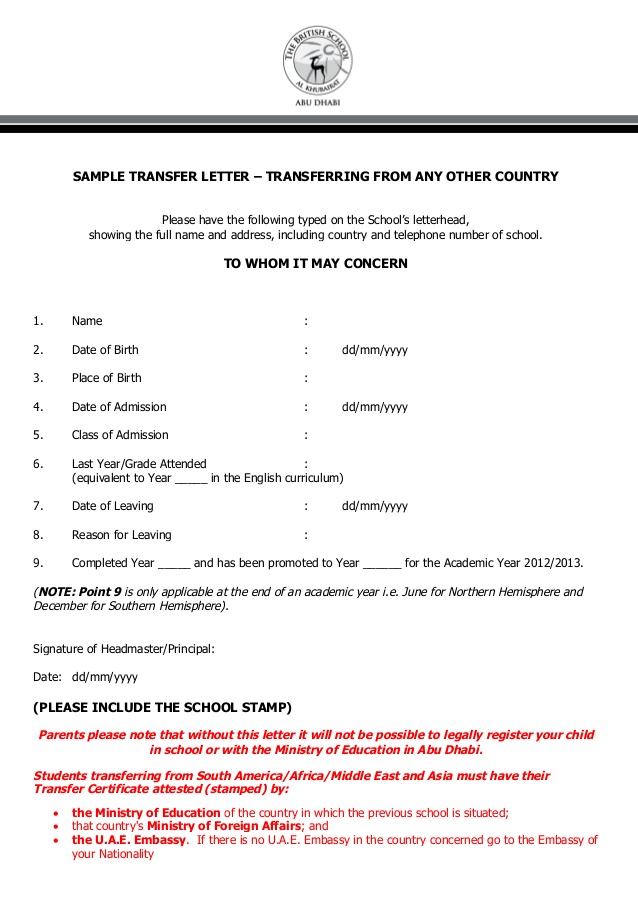 THE BRITISH SCHOOL
AL KHUBAIRAT
ABU DHABI
SAMPLE TRANSFER LETTER – TRANSFERRING FROM ANY OTHER COUNTRY
Please have the following typed on the School's letterhead,
showing the full name and address, including country and telephone number of school.
TO WHOM IT MAY CONCERN
1. Name :
2. Date of Birth : dd/mm/yyyy
3. Place of Birth :
4. Date of Admission : dd/mm/yyyy
5. Class of Admission :
6. Last Year/Grade Attended :
(equivalent to Year _____ in the English curriculum)
7. Date of Leaving : dd/mm/yyyy
8. Reason for Leaving :
9. Completed Year _____ and has been promoted to Year ______ for the Academic Year 2012/2013.
(NOTE: Point 9 is only applicable at the end of an academic year i.e. June for Northern Hemisphere and
December for Southern Hemisphere).
Signature of Headmaster/Principal:
Date: dd/mm/yyyy
(PLEASE INCLUDE THE SCHOOL STAMP)
Parents please note that without this letter it will not be possible to legally register your child
in school or with the Ministry of Education in Abu Dhabi.
Students transferring from South America/Africa/Middle East and Asia must have their
Transfer Certificate attested (stamped) by:
• the Ministry of Education of the country in which the previous school is situated;
• that country's Ministry of Foreign Affairs; and
• the U.A.E. Embassy. If there is no U.A.E. Embassy in the country concerned go to the Embassy of
your Nationality